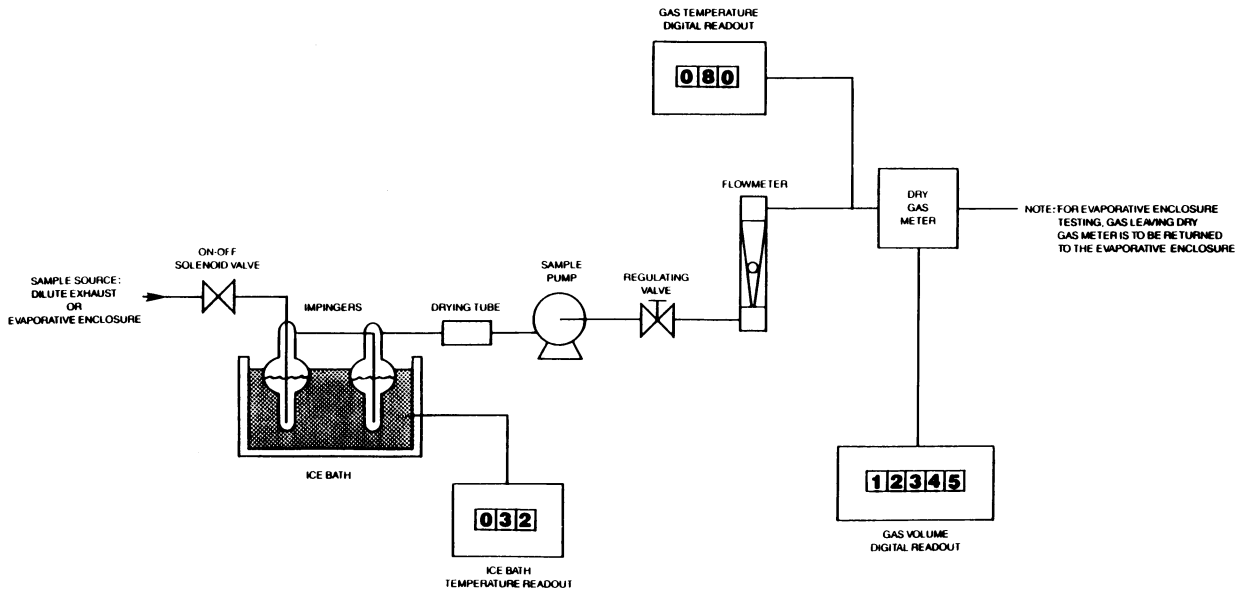 GAS TEMPERATURE
DIGITAL READOUT
080
FLOWMETER
DRY
GAS
METER
NOTE: FOR EVAPORATIVE ENCLOSURE
TESTING, GAS LEAVING DRY
GAS METER IS TO BE RETURNED
TO THE EVAPORATIVE ENCLOSURE
ON-OFF
SOLENOID VALVE
SAMPLE SOURCE:
DILUTE EXHAUST
OR
EVAPORATIVE ENCLOSURE
IMPINGERS
DRYING TUBE
SAMPLE
PUMP
REGULATING
VALVE
ICE BATH
032
ICE BATH
TEMPERATURE READOUT
12345
GAS VOLUME
DIGITAL READOUT